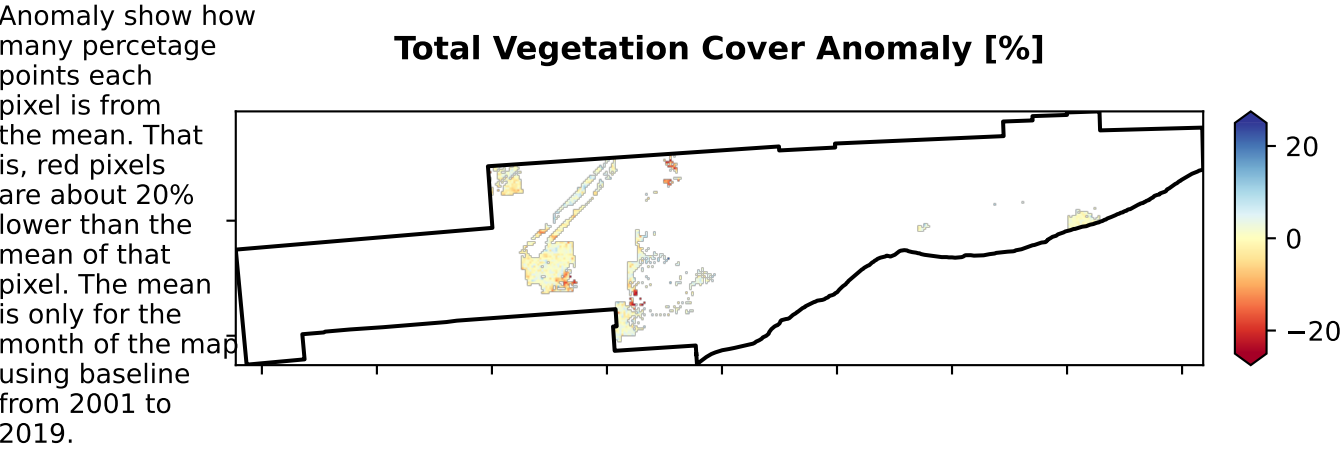 Anomaly show how
many percetage
points each
pixel is from
the mean. That
is, red pixels
are about 20%
lower than the
mean of that
pixel. The mean
is only for the
month of the map
using baseline
from 2001 to
2019.
Total Vegetation Cover Anomaly [%]
20
0
−20